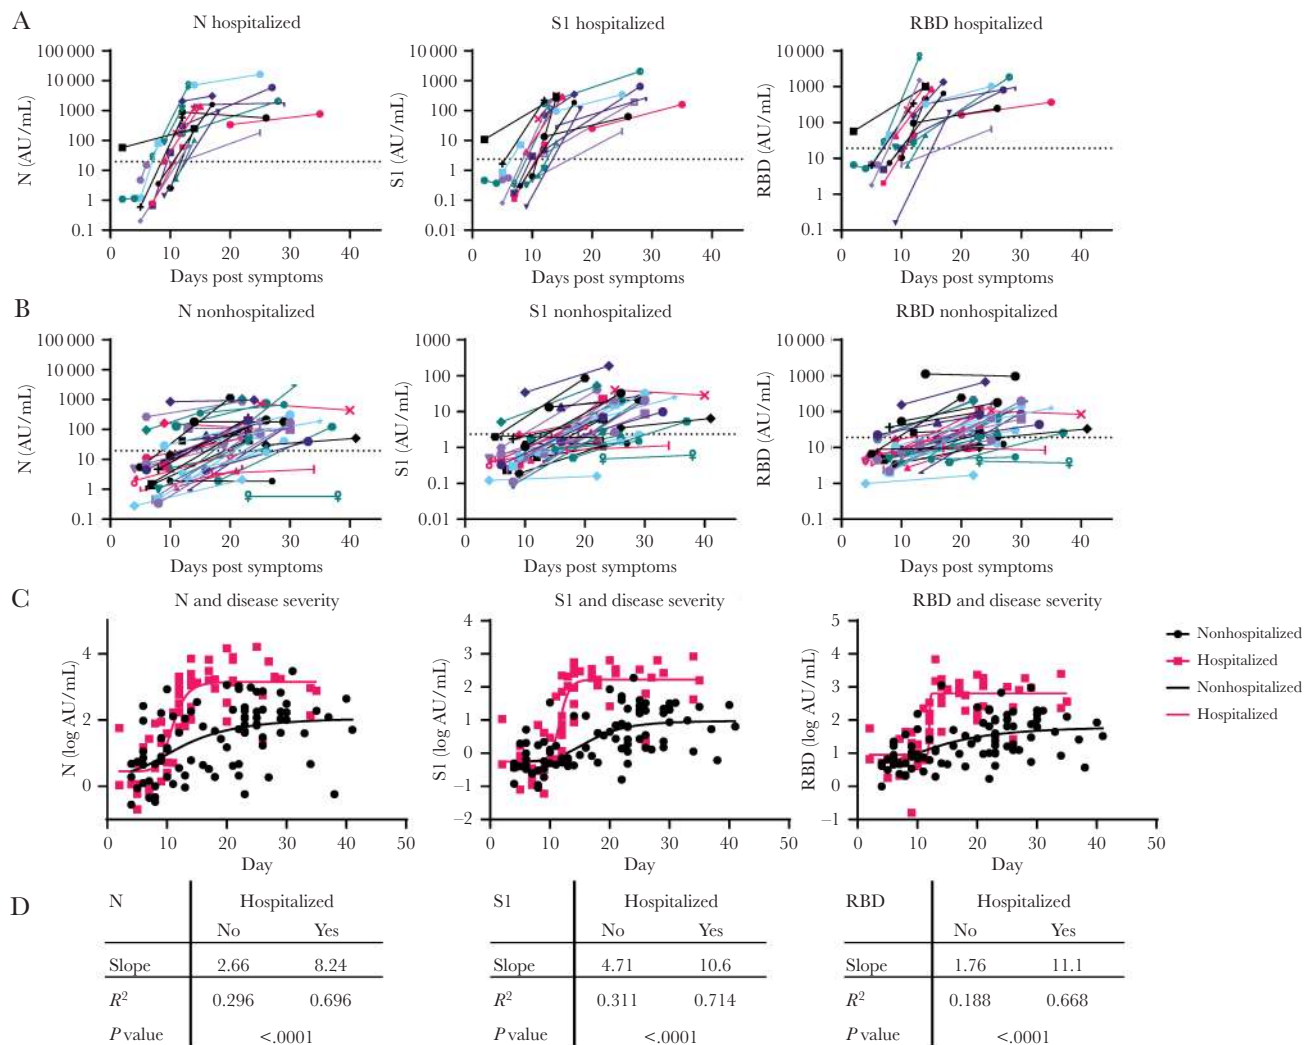 A
N hospitalized
S1 hospitalized
RBD hospitalized
N (AU/mL)
100 000
10 000
1000
100
10
1
0.1
0 10 20 30 40
Days post symptoms
S1 (AU/mL)
10 000
1000
100
10
1
0.1
0.01
0 10 20 30 40
Days post symptoms
RBD (AU/mL)
10 000
1000
100
10
1
0.1
0 10 20 30 40
Days post symptoms
B
N nonhospitalized
S1 nonhospitalized
RBD nonhospitalized
N (AU/mL)
100 000
10 000
1000
100
10
1
0.1
0 10 20 30 40
Days post symptoms
S1 (AU/mL)
1000
100
10
1
0.1
0.01
0 10 20 30 40
Days post symptoms
RBD (AU/mL)
10 000
1000
100
10
1
0.1
0 10 20 30 40
Days post symptoms
C
N and disease severity
S1 and disease severity
RBD and disease severity
N (log AU/mL)
4
2
0
0 10 20 30 40 50
Day
S1 (log AU/mL)
4
3
2
1
0
−1
−2
0 10 20 30 40 50
Day
RBD (log AU/mL)
5
4
3
2
1
0
−1
0 10 20 30 40 50
Day
Nonhospitalized
Hospitalized
Nonhospitalized
Hospitalized
D
N Hospitalized
No Yes
Slope 2.66 8.24
R² 0.296 0.696
P value <.0001
S1 Hospitalized
No Yes
Slope 4.71 10.6
R² 0.311 0.714
P value <.0001
RBD Hospitalized
No Yes
Slope 1.76 11.1
R² 0.188 0.668
P value <.0001